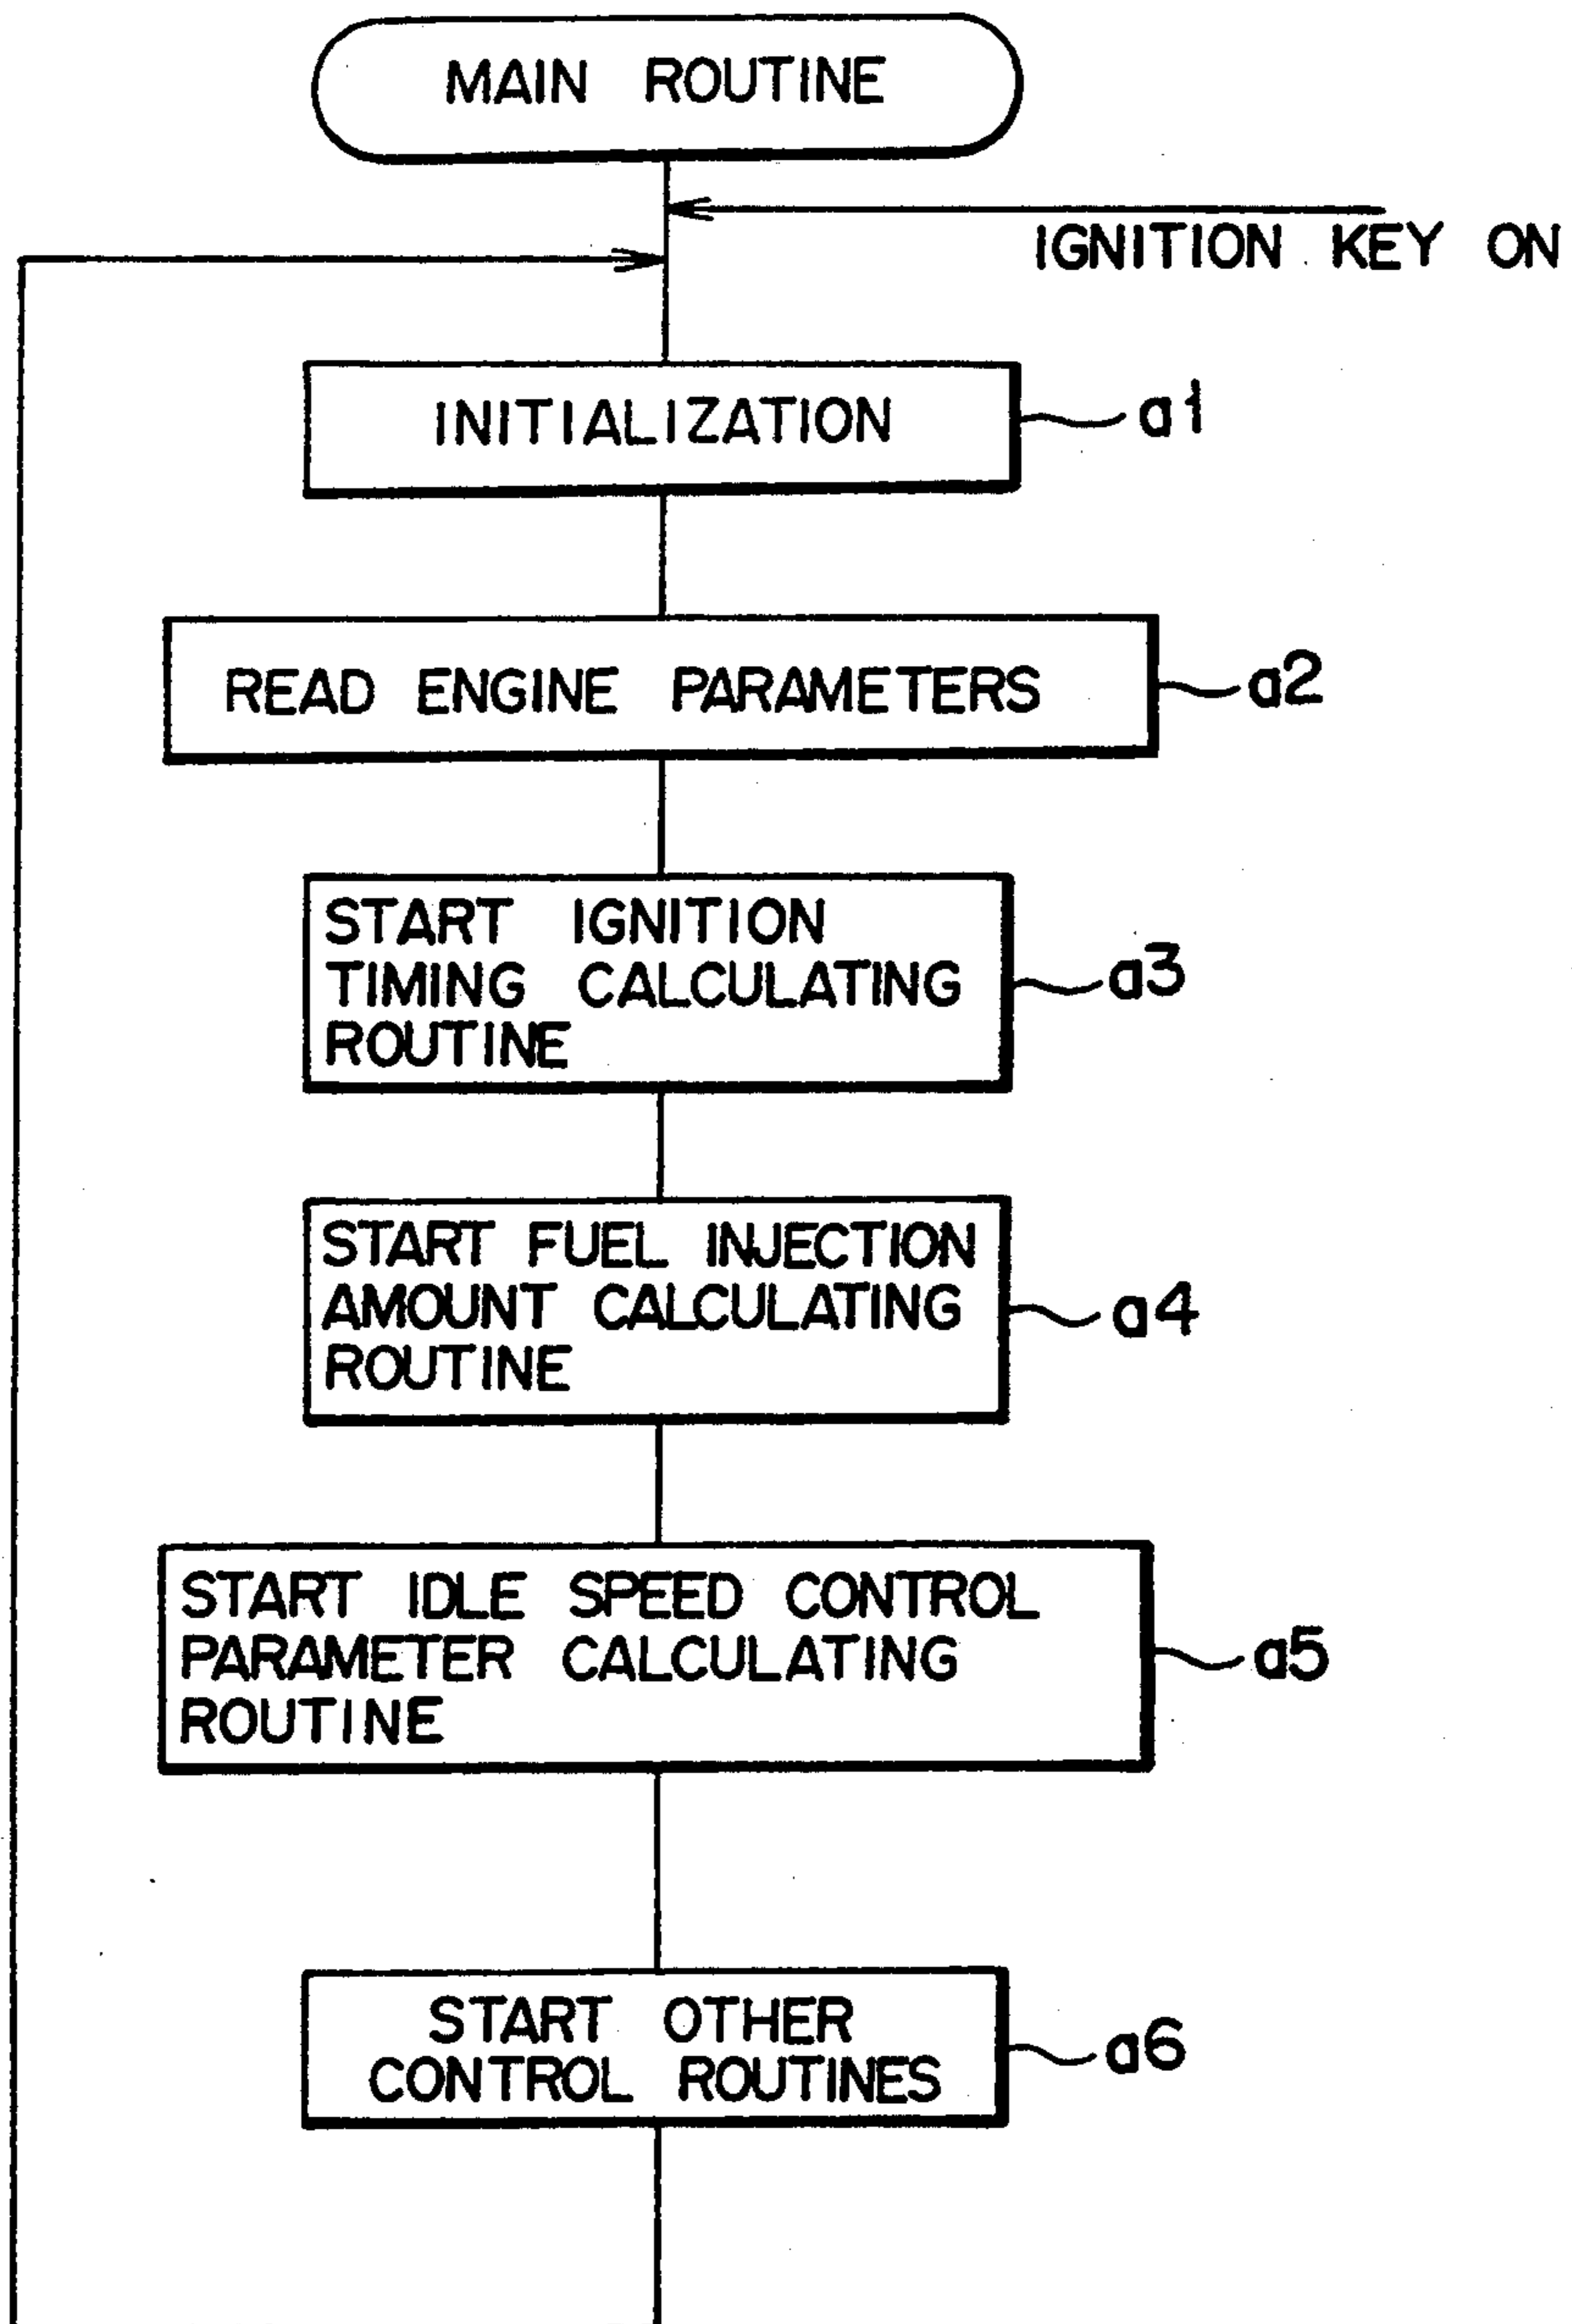 MAIN ROUTINE
IGNITION KEY ON
INITIALIZATION
a1
READ ENGINE PARAMETERS
a2
START IGNITION
TIMING CALCULATING
ROUTINE
a3
START FUEL INJECTION
AMOUNT CALCULATING
ROUTINE
a4
START IDLE SPEED CONTROL
PARAMETER CALCULATING
ROUTINE
a5
START OTHER
CONTROL ROUTINES
a6